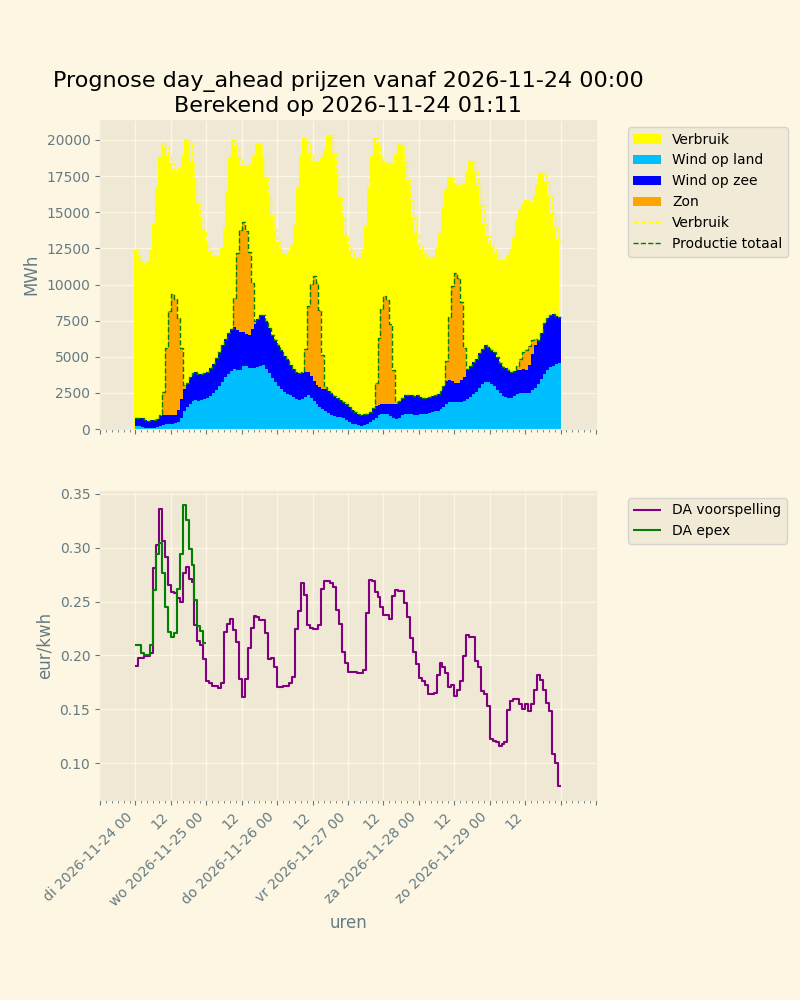 Prognose day_ahead prijzen vanaf 2026-11-24 00:00
Berekend op 2026-11-24 01:11
MWh
20000
17500
15000
12500
10000
7500
5000
2500
0
Verbruik
Wind op land
Wind op zee
Zon
Verbruik
Productie totaal
eur/kwh
0.35
0.30
0.25
0.20
0.15
0.10
DA voorspelling
DA epex
di 2026-11-24 00
12
wo 2026-11-25 00
12
do 2026-11-26 00
12
vr 2026-11-27 00
12
za 2026-11-28 00
12
zo 2026-11-29 00
12
uren